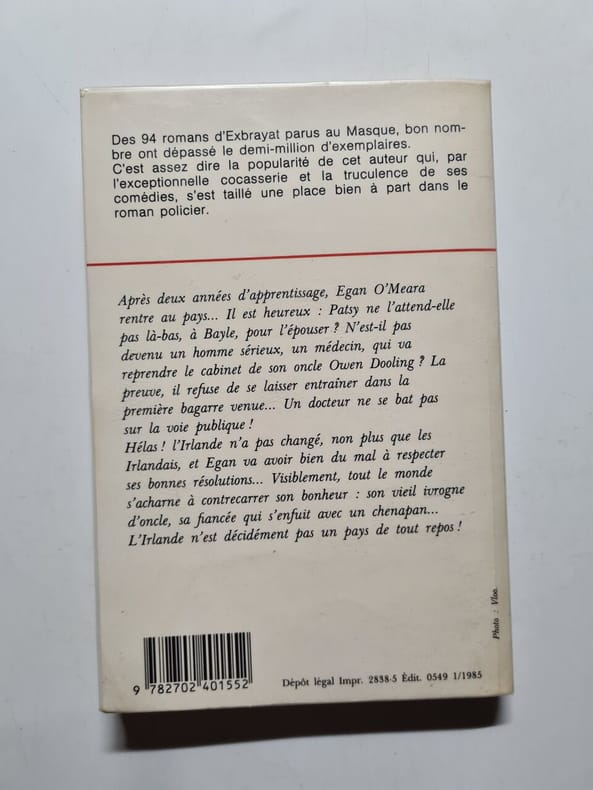 Des 94 romans d'Exbrayat parus au Masque, bon nom-
bre ont dépassé le demi-million d'exemplaires.
C'est assez dire la popularité de cet auteur qui, par
l'exceptionnelle cocasserie et la truculence de ses
comédies, s'est taillé une place bien à part dans le
roman policier.
Après deux années d'apprentissage, Egan O'Meara
rentre au pays... Il est heureux : Patsy ne l'attend-elle
pas là-bas, à Bayle, pour l'épouser ? N'est-il pas
devenu un homme sérieux, un médecin, qui va
reprendre le cabinet de son oncle Owen Dooling ? La
preuve, il refuse de se laisser entraîner dans la
première bagarre venue... Un docteur ne se bat pas
sur la voie publique !
Hélas ! l'Irlande n'a pas changé, non plus que les
Irlandais, et Egan va avoir bien du mal à respecter
ses bonnes résolutions... Visiblement, tout le monde
s'acharne à contrecarrer son bonheur : son vieil ivrogne
d'oncle, sa fiancée qui s'enfuit avec un chenapan...
L'Irlande n'est décidément pas un pays de tout repos !
Photo : Vloo.
9 782702 401552
Dépôt légal Impr. 2838-5 Édit. 0549 1/1985